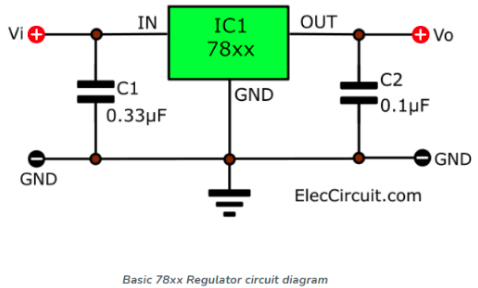 Vi
IN
IC1
78xx
OUT
Vo
C1
0.33μF
GND
C2
0.1μF
GND
GND
ElecCircuit.com
Basic 78xx Regulator circuit diagram